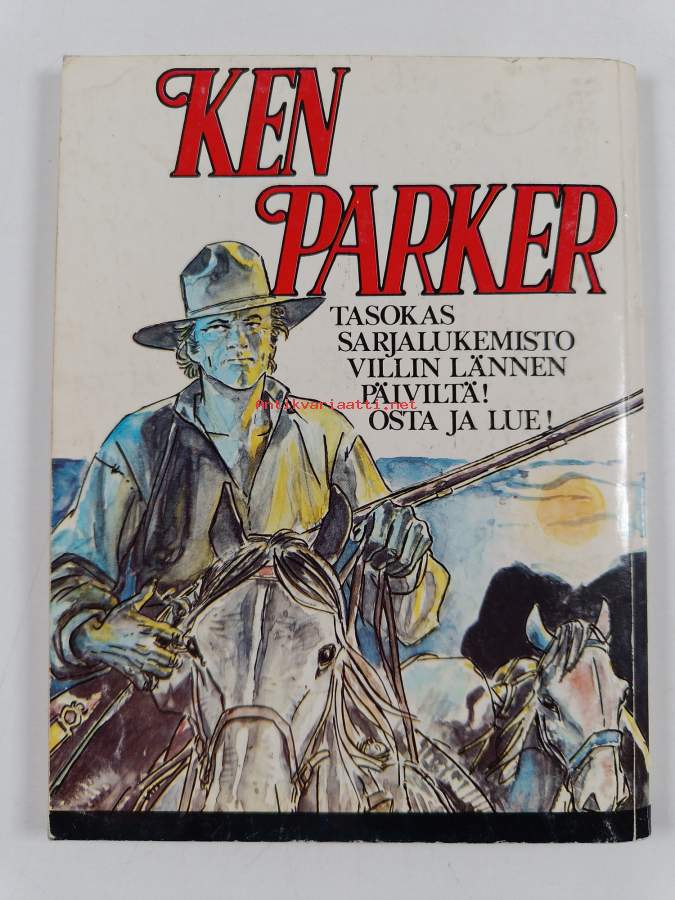 KEN
PARKER
TASOKAS
SARJALUKEMISTO
VILLIN LÄNNEN
PÄIVILTÄ!
Antikvariaatti.net
OSTA JA LUE!